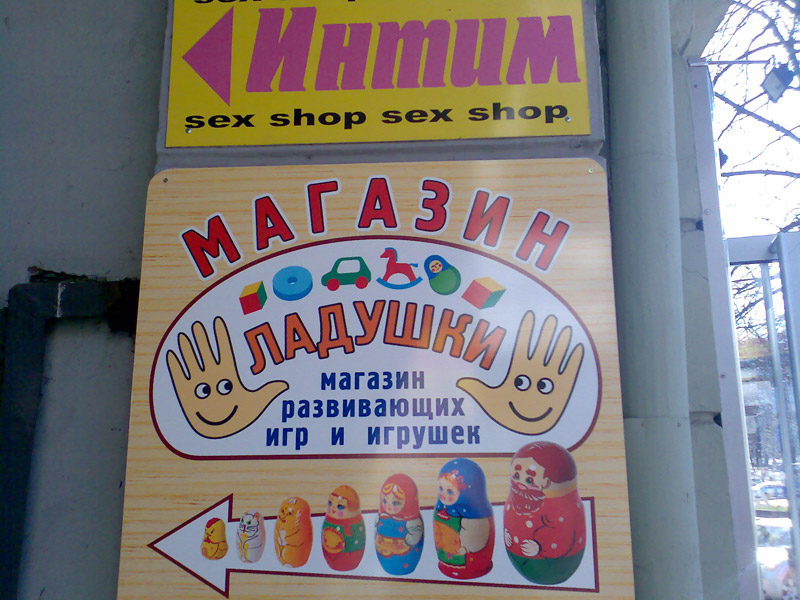 Интим
sex shop sex shop
МАГАЗИН
ЛАДУШКИ
магазин
развивающих
игр и игрушек